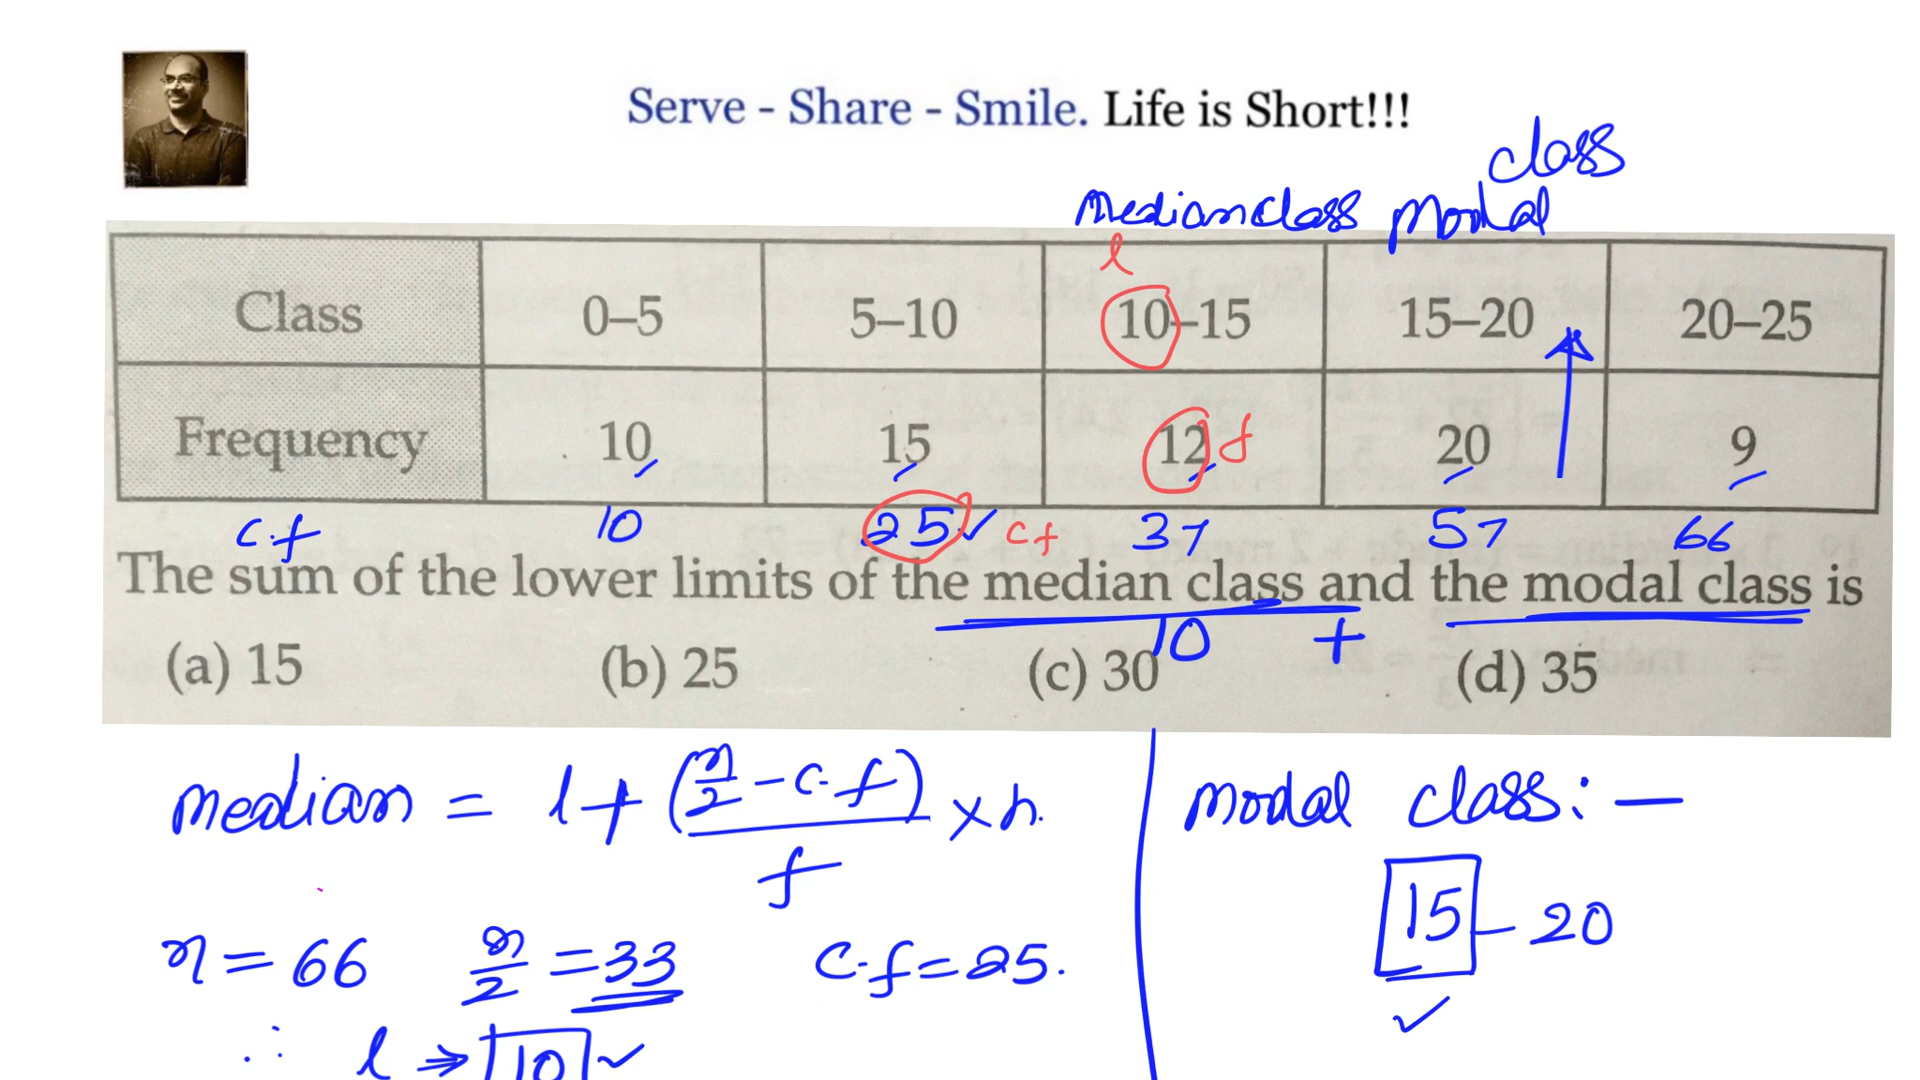 Serve - Share - Smile. Life is Short!!!
class
Median class Modal
l
Class 0–5 5–10 10–15 15–20 20–25
Frequency 10 15 12 f 20 9
c.f 10 25 cf 37 57 66
The sum of the lower limits of the median class and the modal class is
10 +
(a) 15 (b) 25 (c) 30 (d) 35
median = l + (n/2 - c.f)/f × h.
Modal class : —
15 - 20
n = 66 n/2 = 33 c.f = 25.
∴ l ⇒ 10